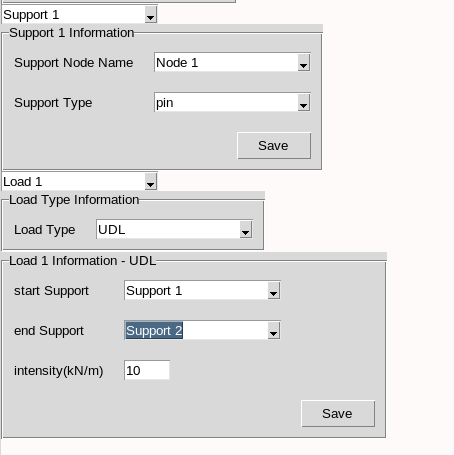 Support 1
Support 1 Information
Support Node Name Node 1
Support Type pin
Save
Load 1
Load Type Information
Load Type UDL
Load 1 Information - UDL
start Support Support 1
end Support Support 2
intensity(kN/m) 10
Save